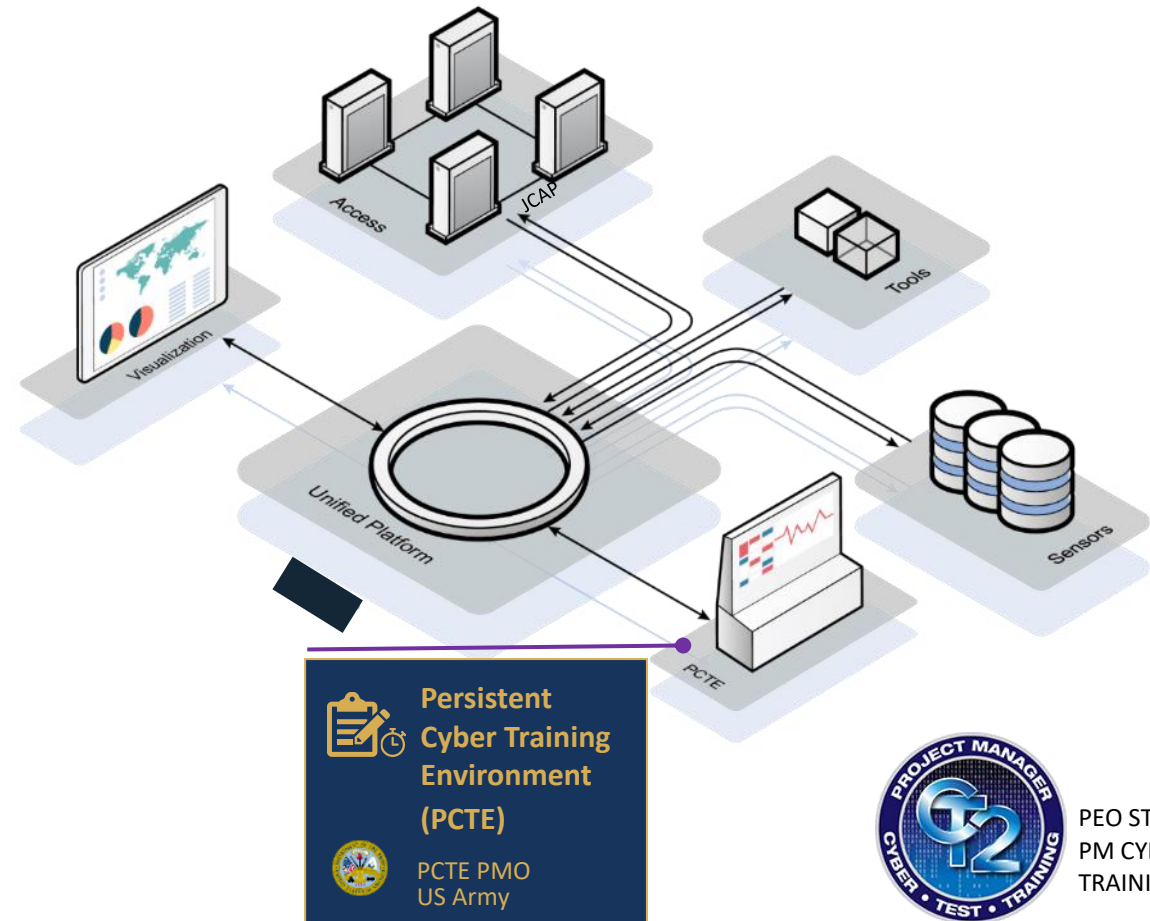 JCAP
Access
Tools
Visualization
Unified Platform
Sensors
PCTE
Persistent
Cyber Training
Environment
(PCTE)
PCTE PMO
US Army
PROJECT MANAGER
CT2
CYBER • TEST • TRAINING
PEO ST
PM CY
TRAINI